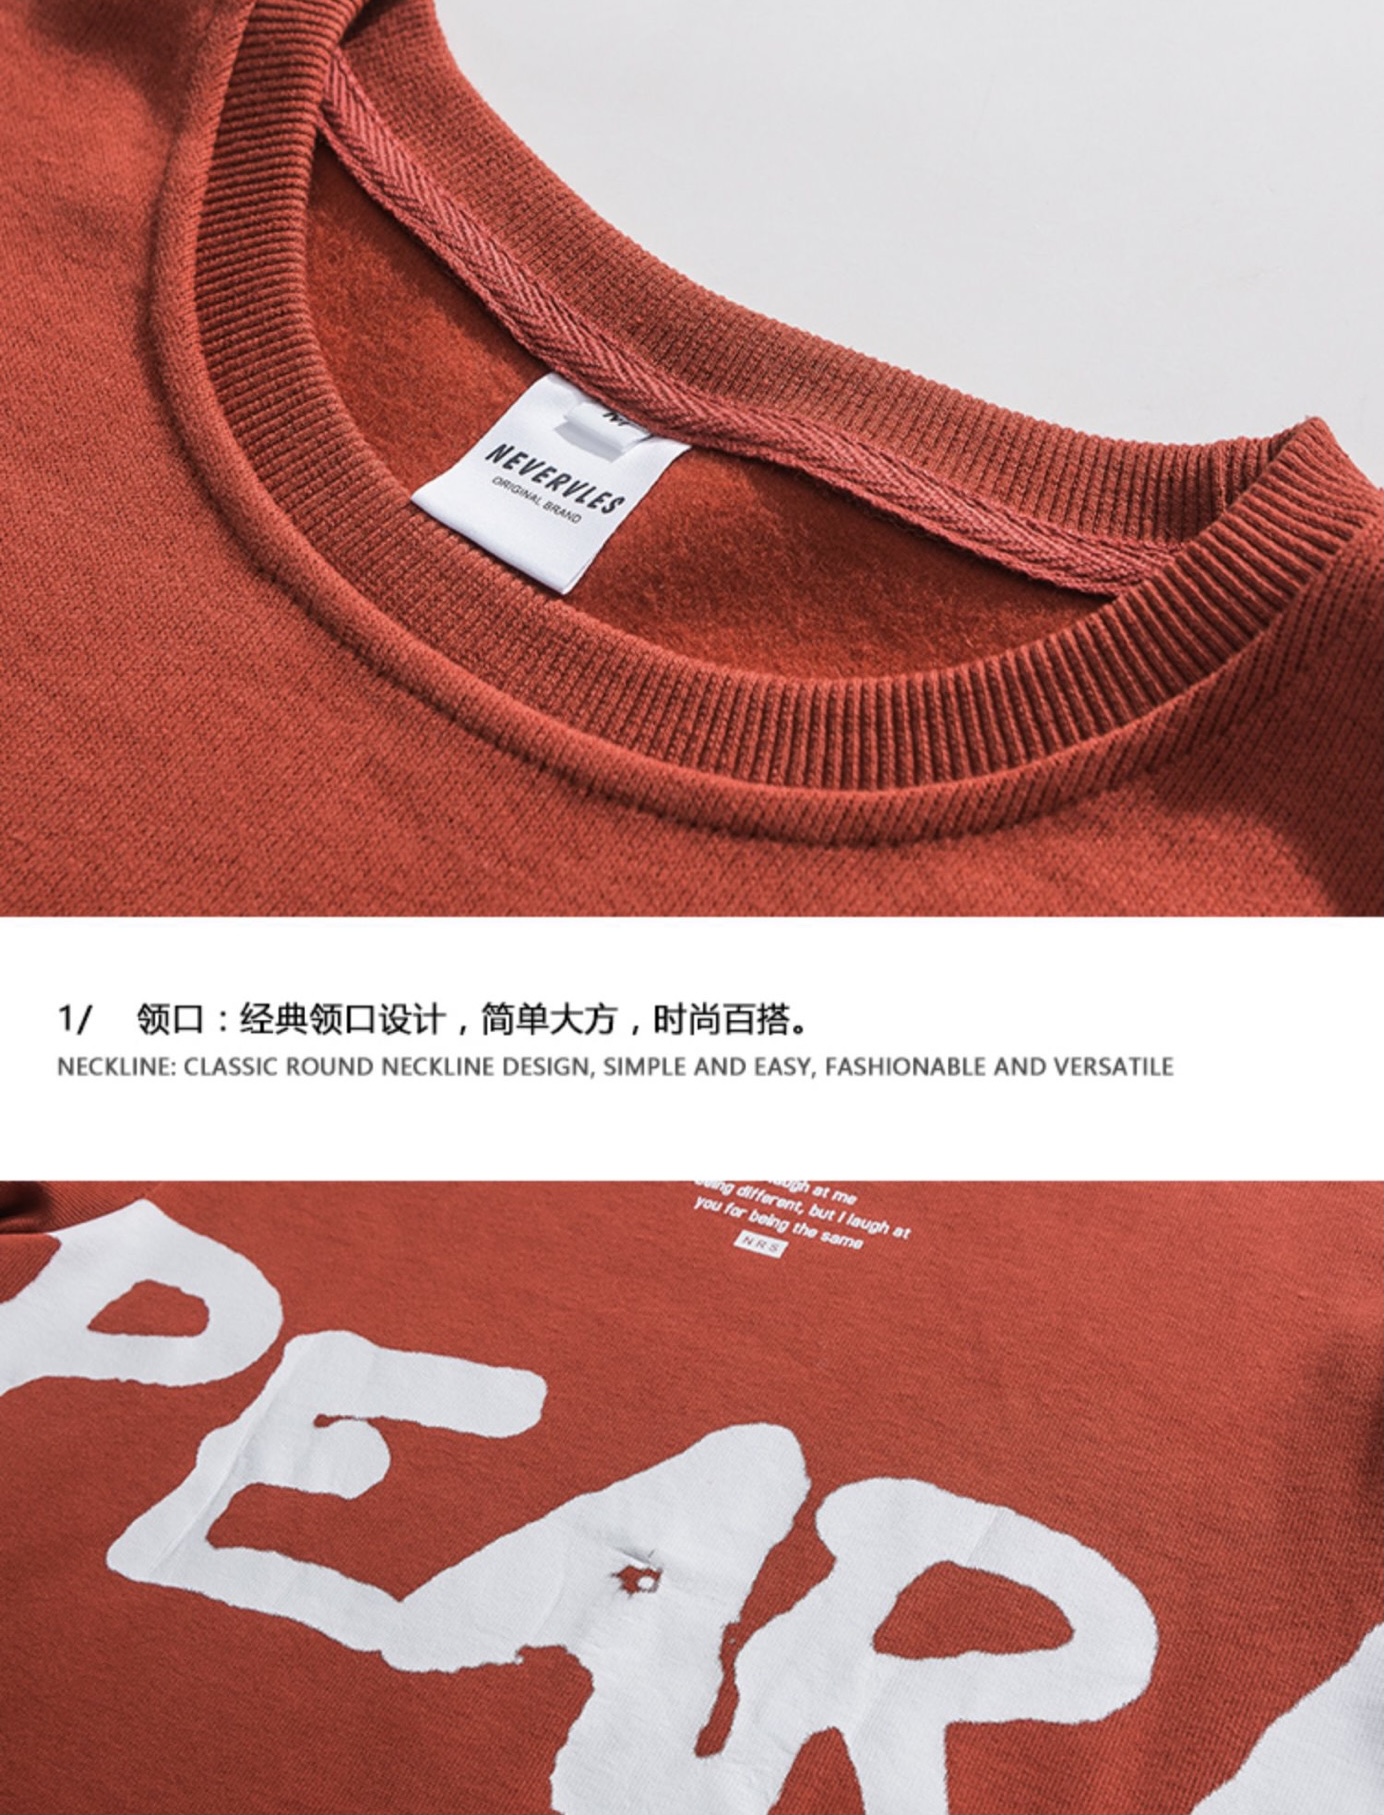 NEVERVLES
ORIGINAL BRAND
1/ 领口：经典领口设计，简单大方，时尚百搭。
NECKLINE: CLASSIC ROUND NECKLINE DESIGN, SIMPLE AND EASY, FASHIONABLE AND VERSATILE
laugh at me
being different, but I laugh at
you for being the same
NRS
PEAR